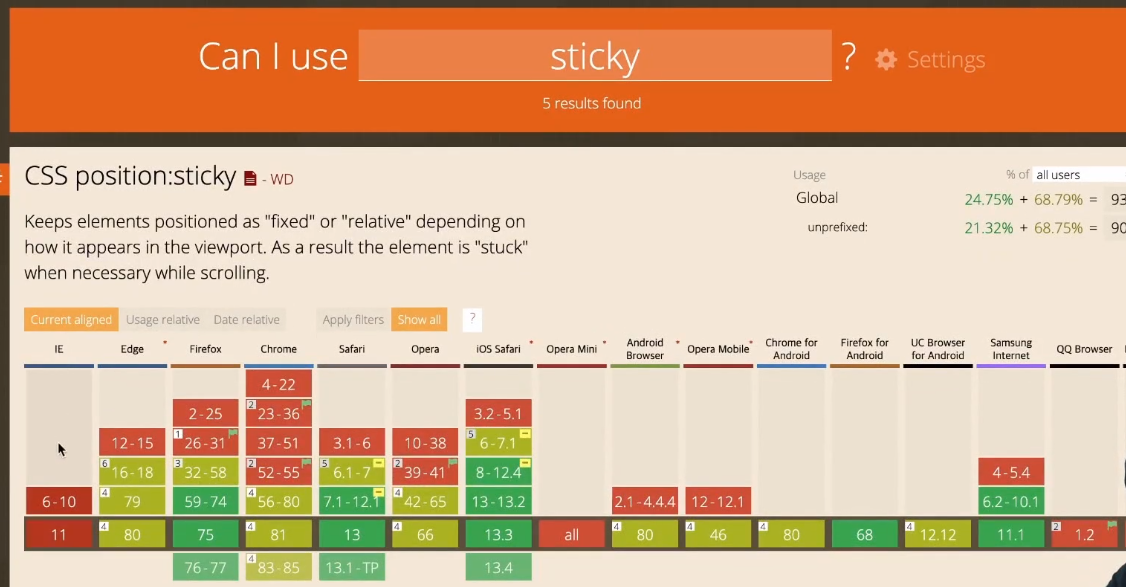 Can I use sticky ? Settings
5 results found
CSS position:sticky - WD
Usage % of all users
Global 24.75% + 68.79% = 93
unprefixed: 21.32% + 68.75% = 90
Keeps elements positioned as "fixed" or "relative" depending on
how it appears in the viewport. As a result the element is "stuck"
when necessary while scrolling.
Current aligned Usage relative Date relative Apply filters Show all ?
IE Edge * Firefox Chrome Safari Opera iOS Safari * Opera Mini * Android Browser * Opera Mobile * Chrome for Android Firefox for Android UC Browser for Android Samsung Internet QQ Browser
4-22
2-25 2 23-36 3.2-5.1
12-15 1 26-31 37-51 3.1-6 10-38 5 6-7.1
6 16-18 3 32-58 2 52-55 5 6.1-7 2 39-41 8-12.4 4-5.4
6-10 4 79 59-74 4 56-80 7.1-12.1 4 42-65 13-13.2 2.1-4.4.4 12-12.1 6.2-10.1
11 4 80 75 4 81 13 4 66 13.3 all 4 80 4 46 4 80 68 4 12.12 11.1 2 1.2
76-77 4 83-85 13.1-TP 13.4